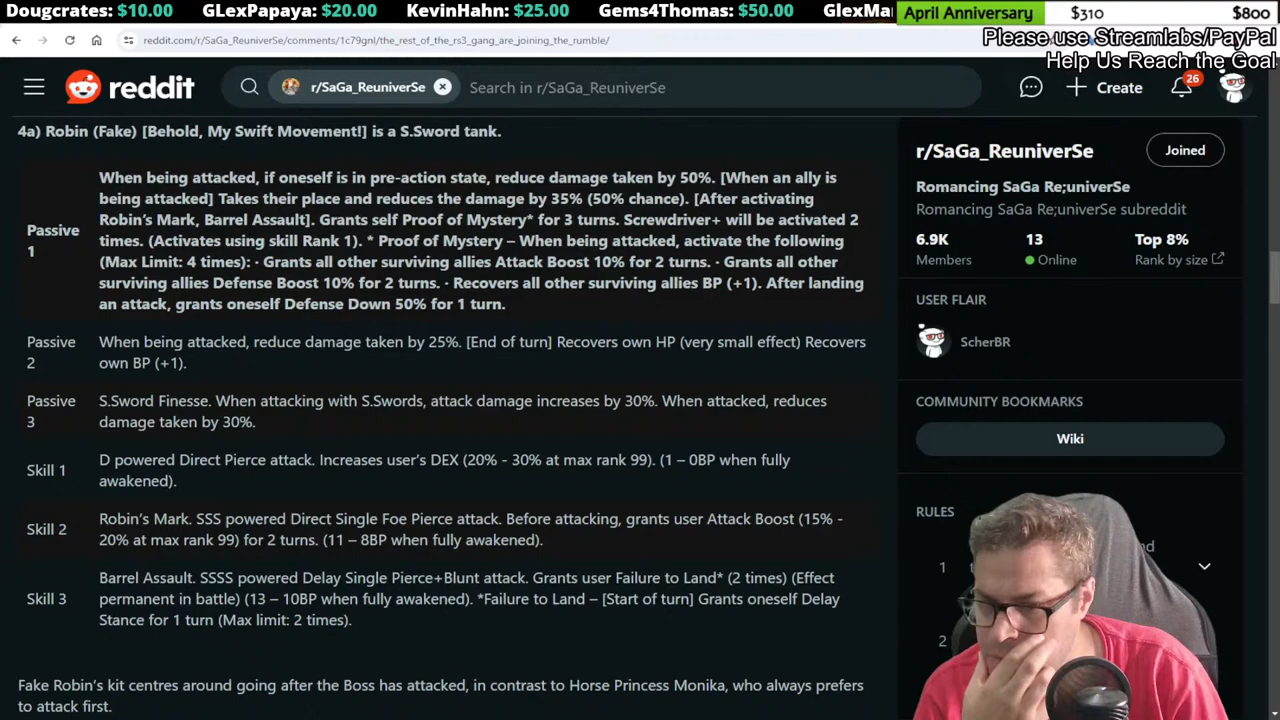 Dougcrates: $10.00 GLexPapaya: $20.00 KevinHahn: $25.00 Gems4Thomas: $50.00 GlexMar
April Anniversary $310 $800
Please use Streamlabs/PayPal
Help Us Reach the Goal
reddit.com/r/SaGa_ReuniverSe/comments/1c79gnl/the_rest_of_the_rs3_gang_are_joining_the_rumble/
reddit r/SaGa_ReuniverSe Search in r/SaGa_ReuniverSe Create 26
4a) Robin (Fake) [Behold, My Swift Movement!] is a S.Sword tank.
Passive 1
When being attacked, if oneself is in pre-action state, reduce damage taken by 50%. [When an ally is
being attacked] Takes their place and reduces the damage by 35% (50% chance). [After activating
Robin's Mark, Barrel Assault]. Grants self Proof of Mystery* for 3 turns. Screwdriver+ will be activated 2
times. (Activates using skill Rank 1). * Proof of Mystery – When being attacked, activate the following
(Max Limit: 4 times): · Grants all other surviving allies Attack Boost 10% for 2 turns. · Grants all other
surviving allies Defense Boost 10% for 2 turns. · Recovers all other surviving allies BP (+1). After landing
an attack, grants oneself Defense Down 50% for 1 turn.
Passive 2
When being attacked, reduce damage taken by 25%. [End of turn] Recovers own HP (very small effect) Recovers
own BP (+1).
Passive 3
S.Sword Finesse. When attacking with S.Swords, attack damage increases by 30%. When attacked, reduces
damage taken by 30%.
Skill 1
D powered Direct Pierce attack. Increases user's DEX (20% - 30% at max rank 99). (1 – 0BP when fully
awakened).
Skill 2
Robin's Mark. SSS powered Direct Single Foe Pierce attack. Before attacking, grants user Attack Boost (15% -
20% at max rank 99) for 2 turns. (11 – 8BP when fully awakened).
Skill 3
Barrel Assault. SSSS powered Delay Single Pierce+Blunt attack. Grants user Failure to Land* (2 times) (Effect
permanent in battle) (13 – 10BP when fully awakened). *Failure to Land – [Start of turn] Grants oneself Delay
Stance for 1 turn (Max limit: 2 times).
Fake Robin's kit centres around going after the Boss has attacked, in contrast to Horse Princess Monika, who always prefers
to attack first.
r/SaGa_ReuniverSe Joined
Romancing SaGa Re;univerSe
Romancing SaGa Re;univerSe subreddit
6.9K 13 Top 8%
Members Online Rank by size
USER FLAIR
ScherBR
COMMUNITY BOOKMARKS
Wiki
RULES
1
2